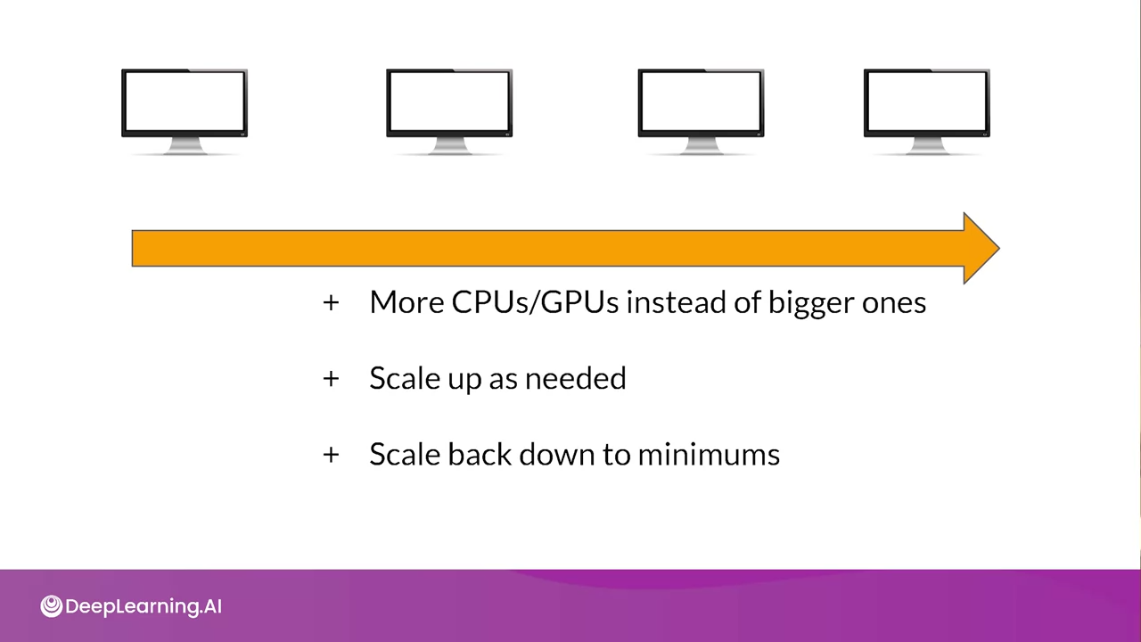 + More CPUs/GPUs instead of bigger ones
+ Scale up as needed
+ Scale back down to minimums
DeepLearning.AI